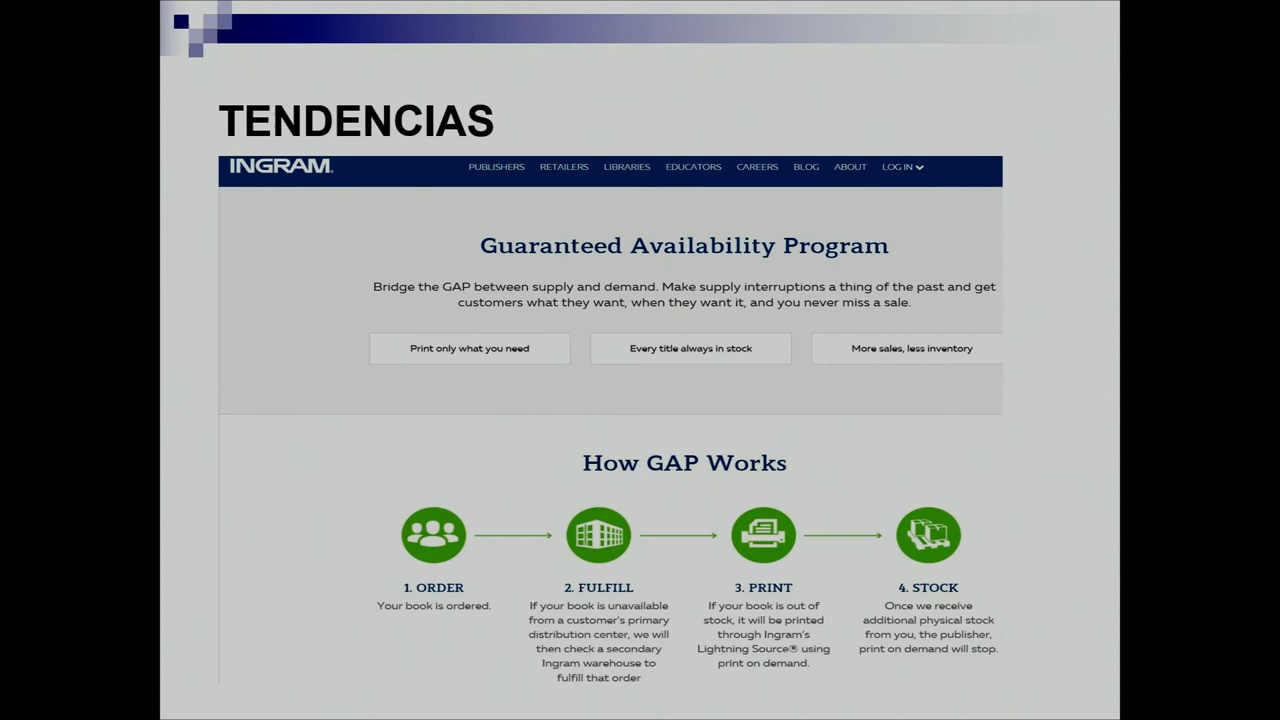 TENDENCIAS
INGRAM®
PUBLISHERS RETAILERS LIBRARIES EDUCATORS CAREERS BLOG ABOUT LOG IN
Guaranteed Availability Program
Bridge the GAP between supply and demand. Make supply interruptions a thing of the past and get
customers what they want, when they want it, and you never miss a sale.
Print only what you need
Every title always in stock
More sales, less inventory
How GAP Works
1. ORDER
Your book is ordered.
2. FULFILL
If your book is unavailable
from a customer's primary
distribution center, we will
then check a secondary
Ingram warehouse to
fulfill that order
3. PRINT
If your book is out of
stock, it will be printed
through Ingram's
Lightning Source® using
print on demand.
4. STOCK
Once we receive
additional physical stock
from you, the publisher,
print on demand will stop.